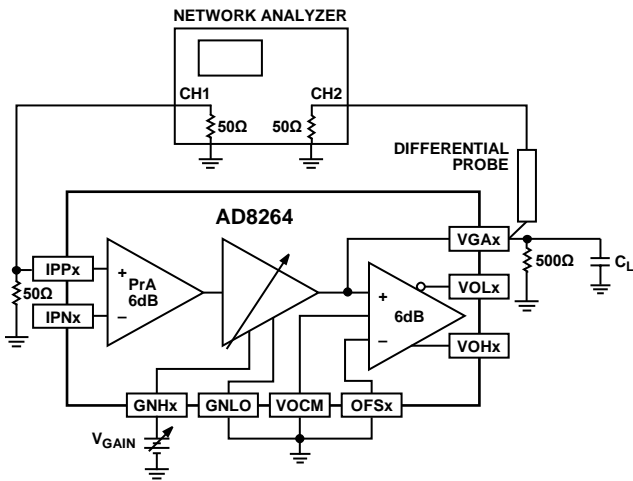 NETWORK ANALYZER
CH1
CH2
50Ω
50Ω
DIFFERENTIAL
PROBE
AD8264
VGAx
IPPx
+
PrA
6dB
–
50Ω
IPNx
+
6dB
–
500Ω
CL
VOLx
VOHx
GNHx
GNLO
VOCM
OFSx
VGAIN